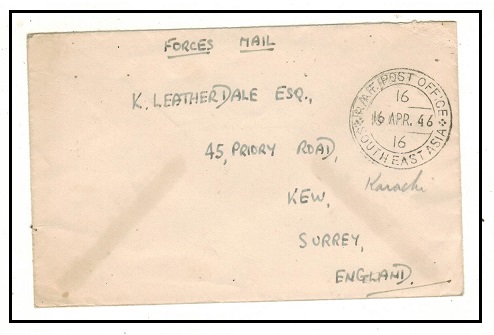 FORCES MAIL
K. LEATHERDALE ESQ.,
45, PRIORY ROAD,
KEW,
SURREY,
ENGLAND.
R.A.F. POST OFFICE
16
16 APR. 46
16
SOUTH EAST ASIA
Karachi